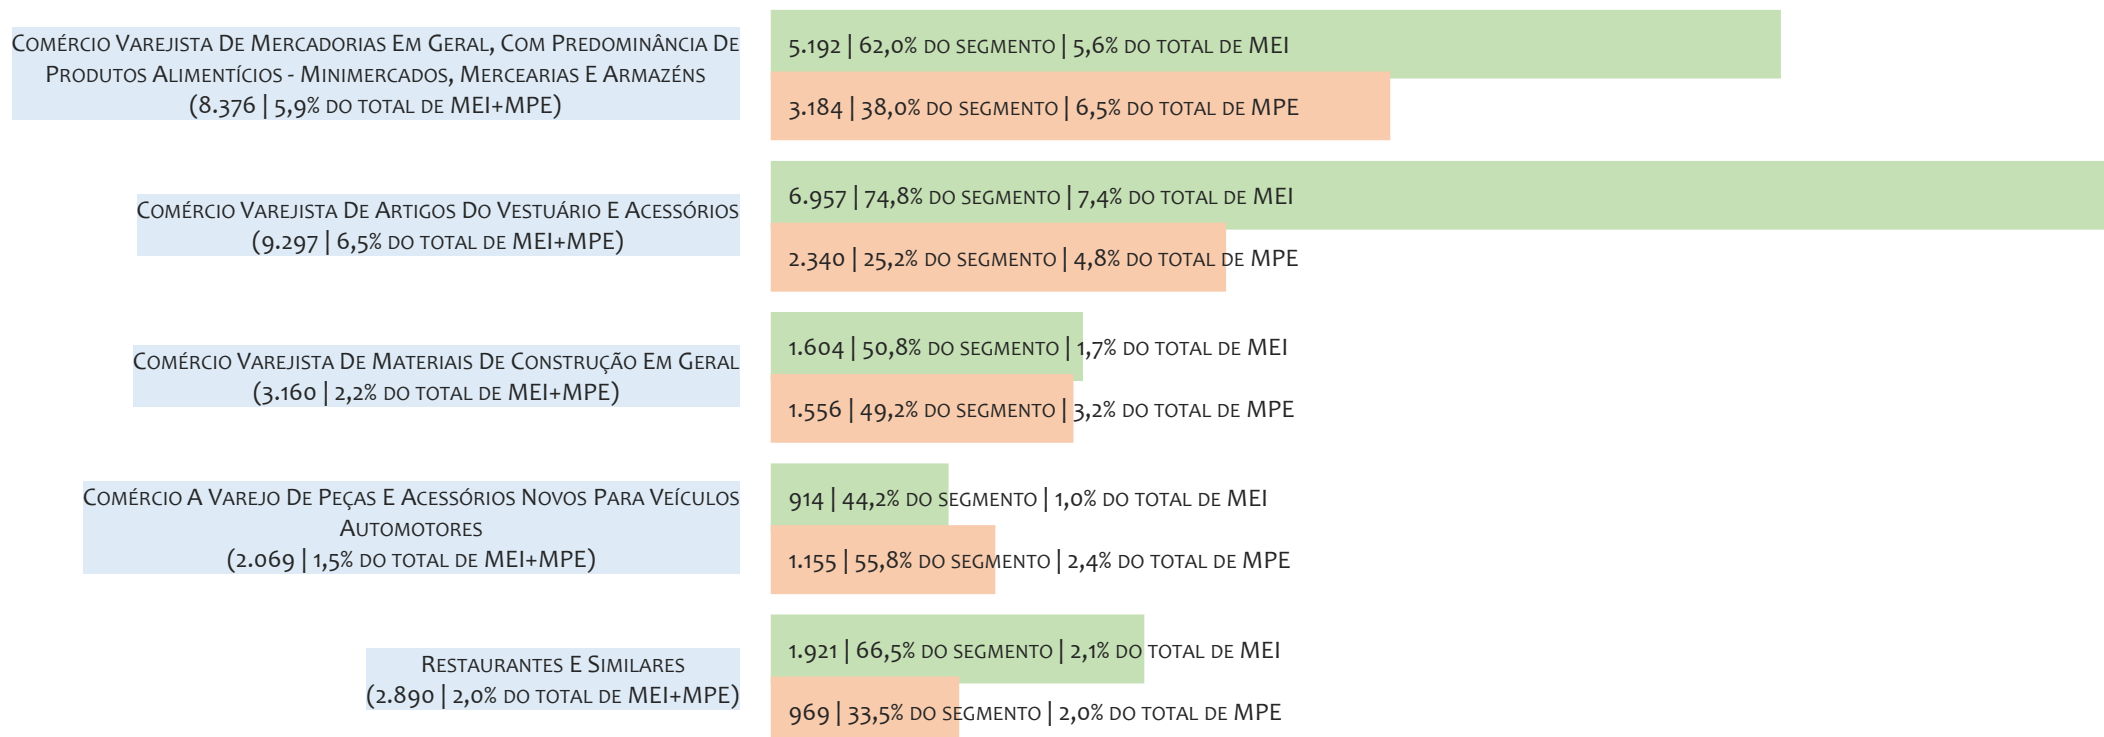 Comércio Varejista De Mercadorias Em Geral, Com Predominância De
Produtos Alimentícios - Minimercados, Mercearias E Armazéns
(8.376 | 5,9% do total de MEI+MPE)
5.192 | 62,0% do segmento | 5,6% do total de MEI
3.184 | 38,0% do segmento | 6,5% do total de MPE
Comércio Varejista De Artigos Do Vestuário E Acessórios
(9.297 | 6,5% do total de MEI+MPE)
6.957 | 74,8% do segmento | 7,4% do total de MEI
2.340 | 25,2% do segmento | 4,8% do total de MPE
Comércio Varejista De Materiais De Construção Em Geral
(3.160 | 2,2% do total de MEI+MPE)
1.604 | 50,8% do segmento | 1,7% do total de MEI
1.556 | 49,2% do segmento | 3,2% do total de MPE
Comércio A Varejo De Peças E Acessórios Novos Para Veículos
Automotores
(2.069 | 1,5% do total de MEI+MPE)
914 | 44,2% do segmento | 1,0% do total de MEI
1.155 | 55,8% do segmento | 2,4% do total de MPE
Restaurantes E Similares
(2.890 | 2,0% do total de MEI+MPE)
1.921 | 66,5% do segmento | 2,1% do total de MEI
969 | 33,5% do segmento | 2,0% do total de MPE